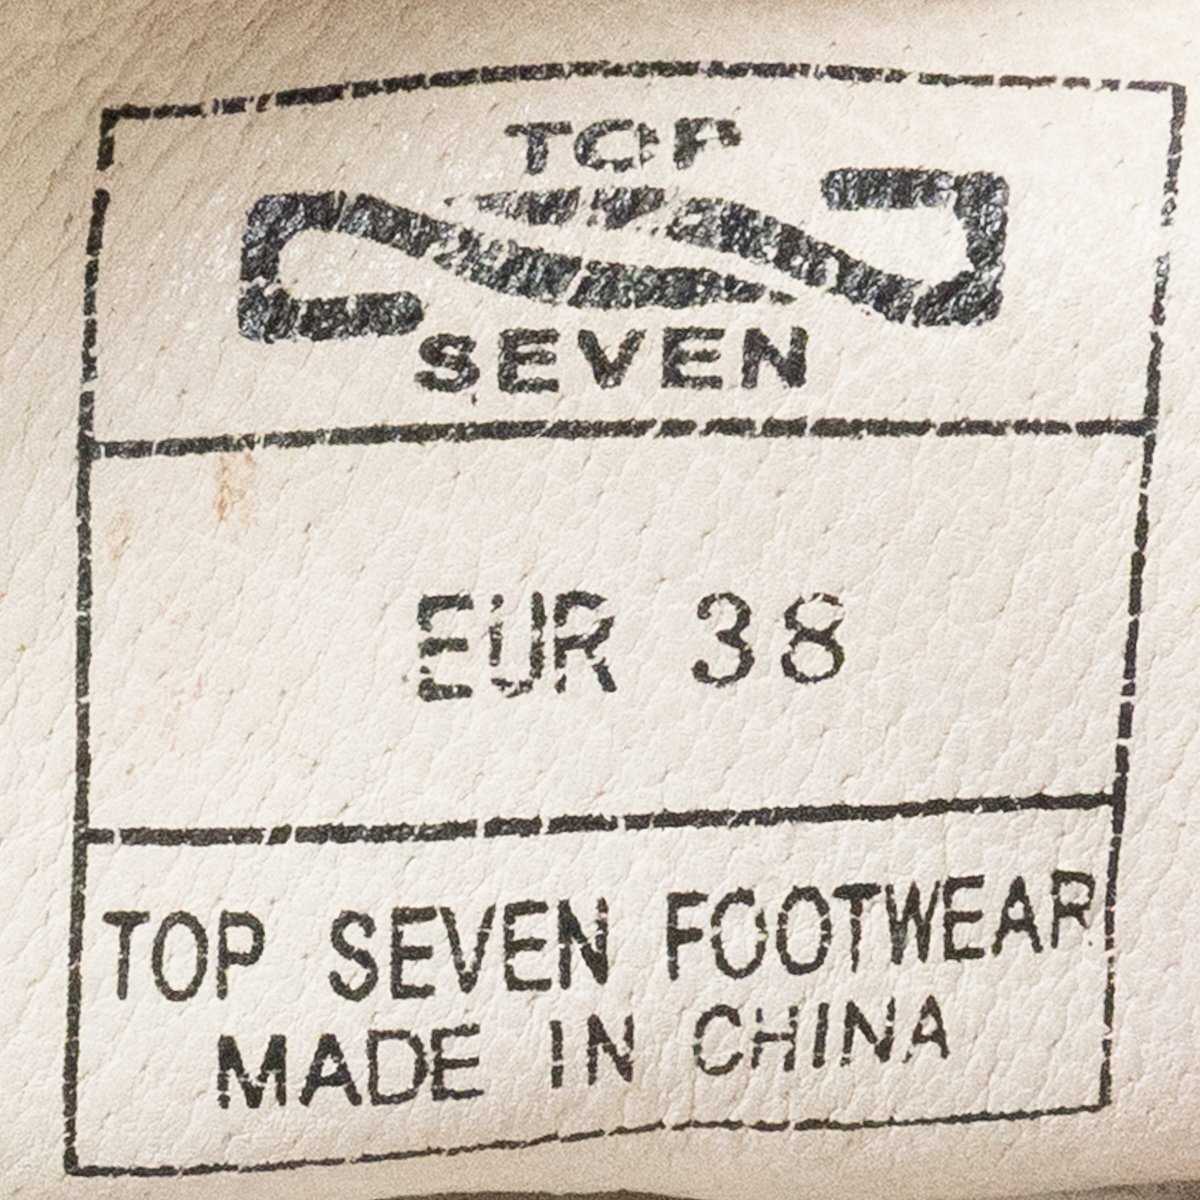 TOP
SEVEN
EUR 38
TOP SEVEN FOOTWEAR
MADE IN CHINA